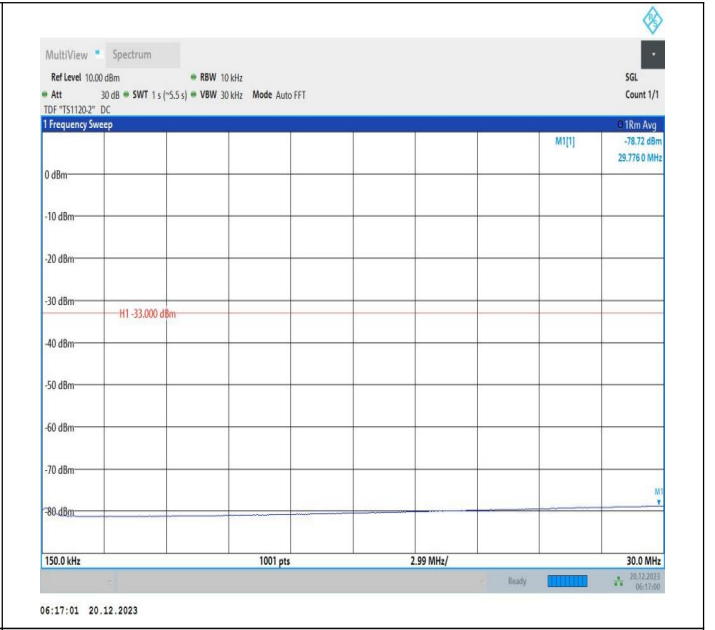 R&S
MultiView Spectrum
Ref Level 10.00 dBm RBW 10 kHz SGL
Att 30 dB SWT 1 s (~5.5 s) VBW 30 kHz Mode Auto FFT Count 1/1
TDF "TS1120-2" DC
1 Frequency Sweep 1Rm Avg
M1[1] -78.72 dBm
29.776 0 MHz
0 dBm
-10 dBm
-20 dBm
-30 dBm
H1 -33.000 dBm
-40 dBm
-50 dBm
-60 dBm
-70 dBm
M1
-80 dBm
150.0 kHz 1001 pts 2.99 MHz/ 30.0 MHz
Ready 20.12.2023
06:17:00
06:17:01 20.12.2023